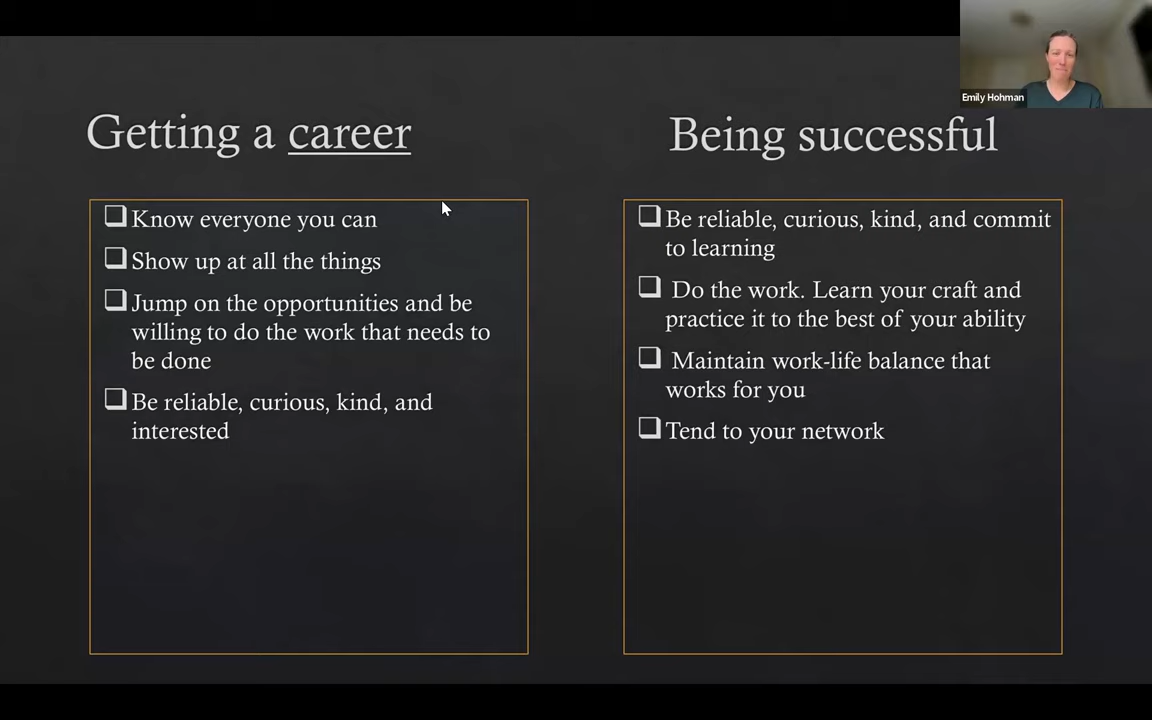 Emily Hohman
Getting a career
Know everyone you can
Show up at all the things
Jump on the opportunities and be
willing to do the work that needs to
be done
Be reliable, curious, kind, and
interested
Being successful
Be reliable, curious, kind, and commit
to learning
Do the work. Learn your craft and
practice it to the best of your ability
Maintain work-life balance that
works for you
Tend to your network